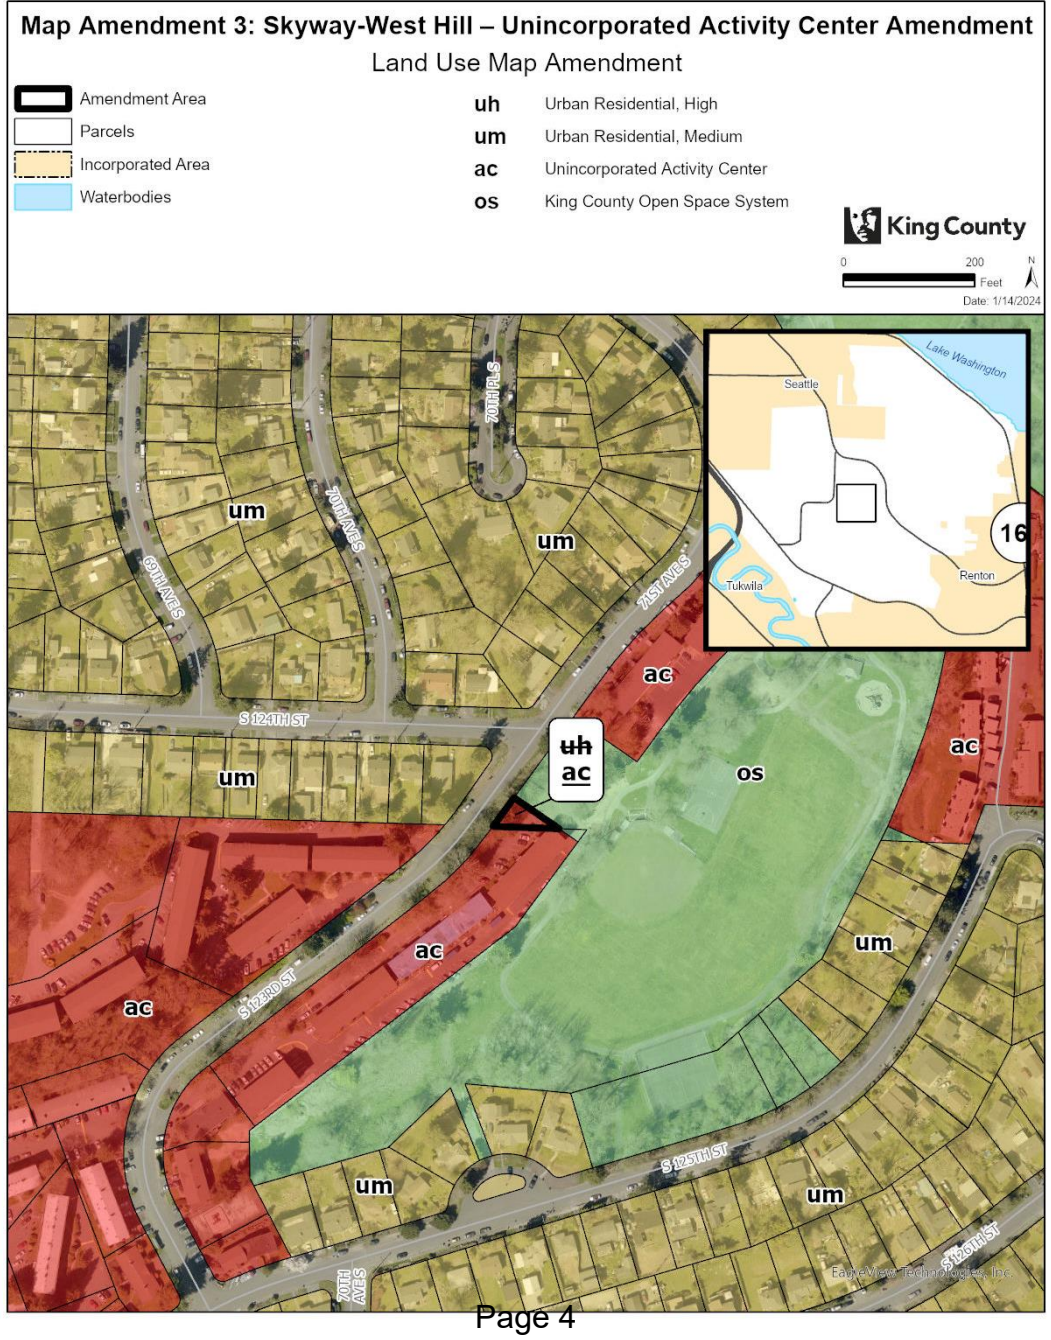 Map Amendment 3: Skyway-West Hill – Unincorporated Activity Center Amendment
Land Use Map Amendment
Amendment Area
Parcels
Incorporated Area
Waterbodies
uh Urban Residential, High
um Urban Residential, Medium
ac Unincorporated Activity Center
os King County Open Space System
King County
0 200
Feet
N
Date: 1/14/2024
Lake Washington
Seattle
16
Renton
Tukwila
70TH PL S
um
70TH AVE S
um
69TH AVE S
71ST AVE S
ac
S 124TH ST
uh
ac
um
os
ac
ac
um
ac
S 123RD ST
S 125TH ST
um
um
S 126TH ST
70TH
AVE S
EagleView Technologies, Inc.
Page 4